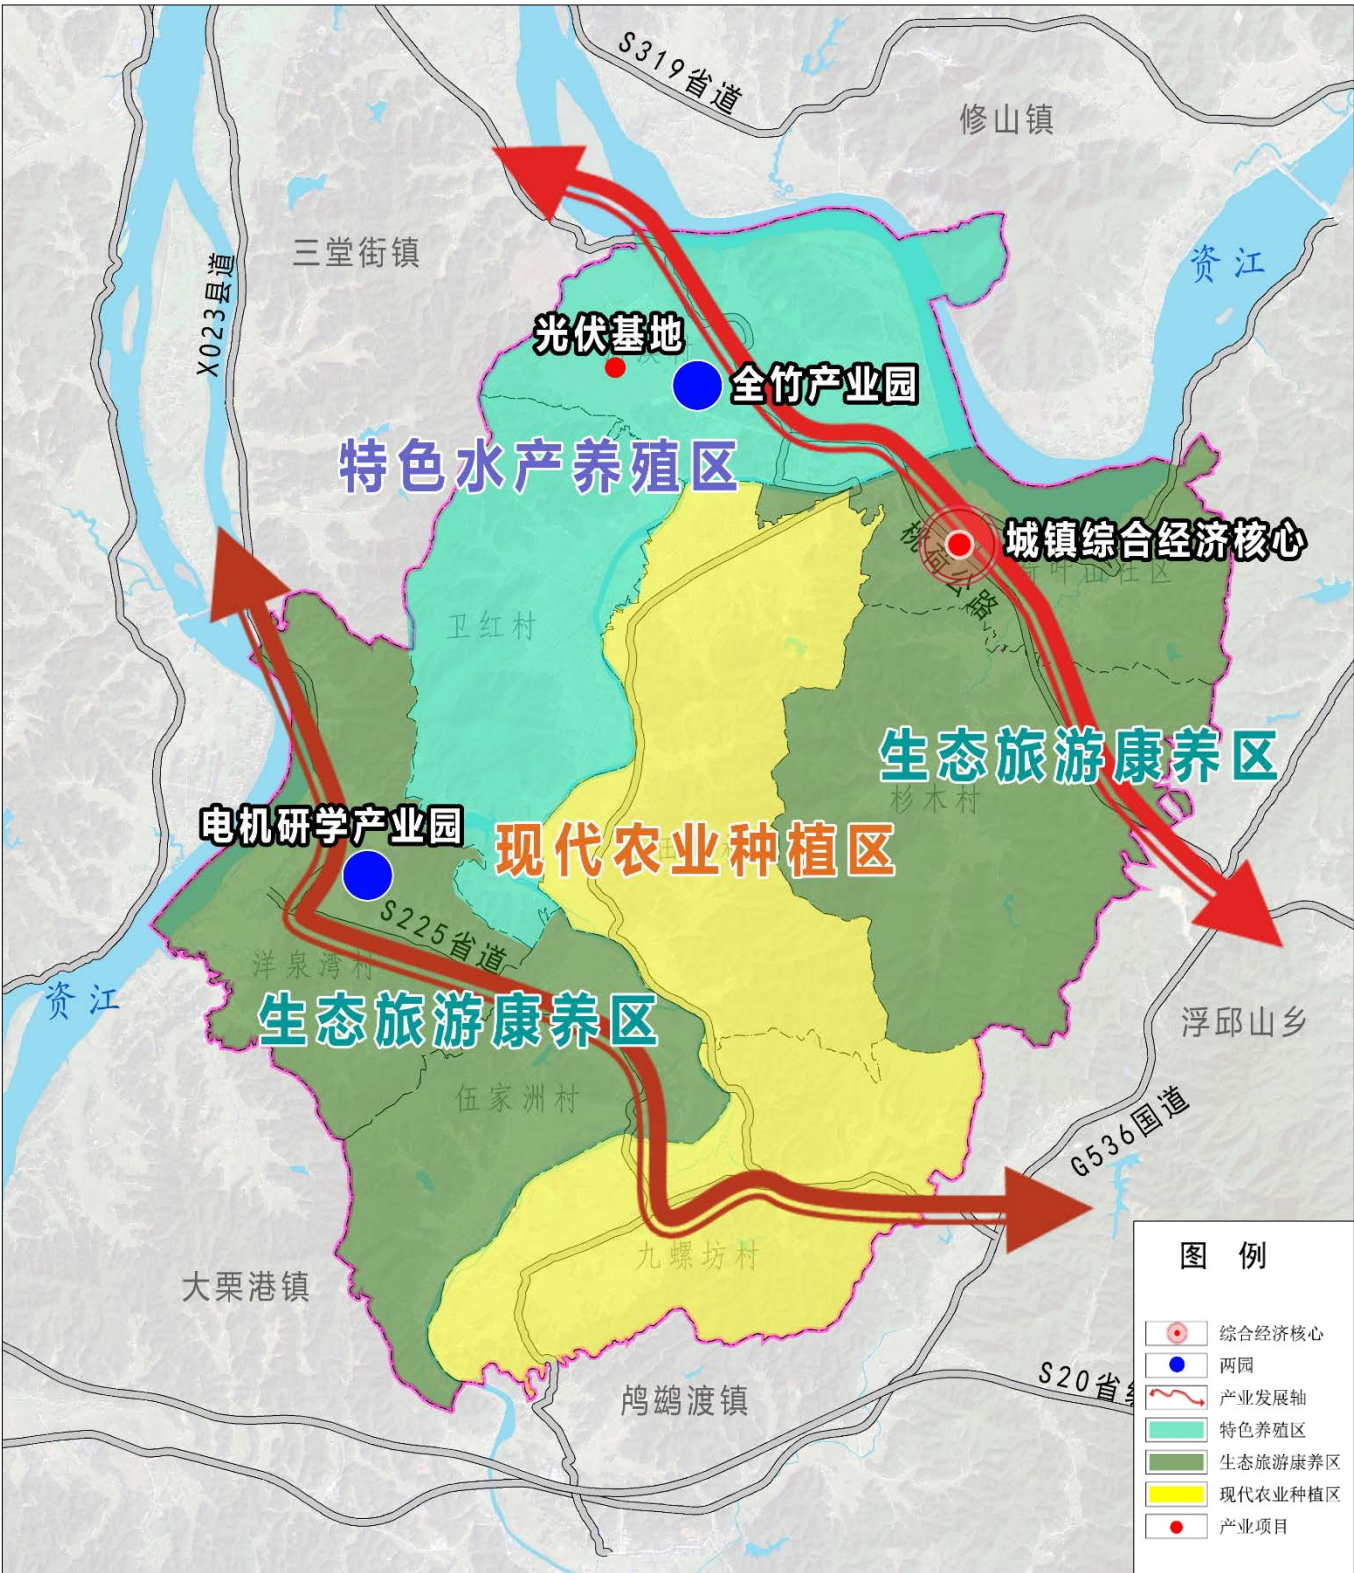 S319省道
修山镇
三堂街镇
X023县道
资江
光伏基地
全竹产业园
特色水产养殖区
桃荷公路
城镇综合经济核心
卫红村
生态旅游康养区
杉木村
电机研学产业园
现代农业种植区
S225省道
洋泉湾村
资江
生态旅游康养区
浮邱山乡
伍家洲村
G536国道
九螺坊村
大栗港镇
鸬鹚渡镇
S20省
图 例
综合经济核心
两园
产业发展轴
特色养殖区
生态旅游康养区
现代农业种植区
产业项目